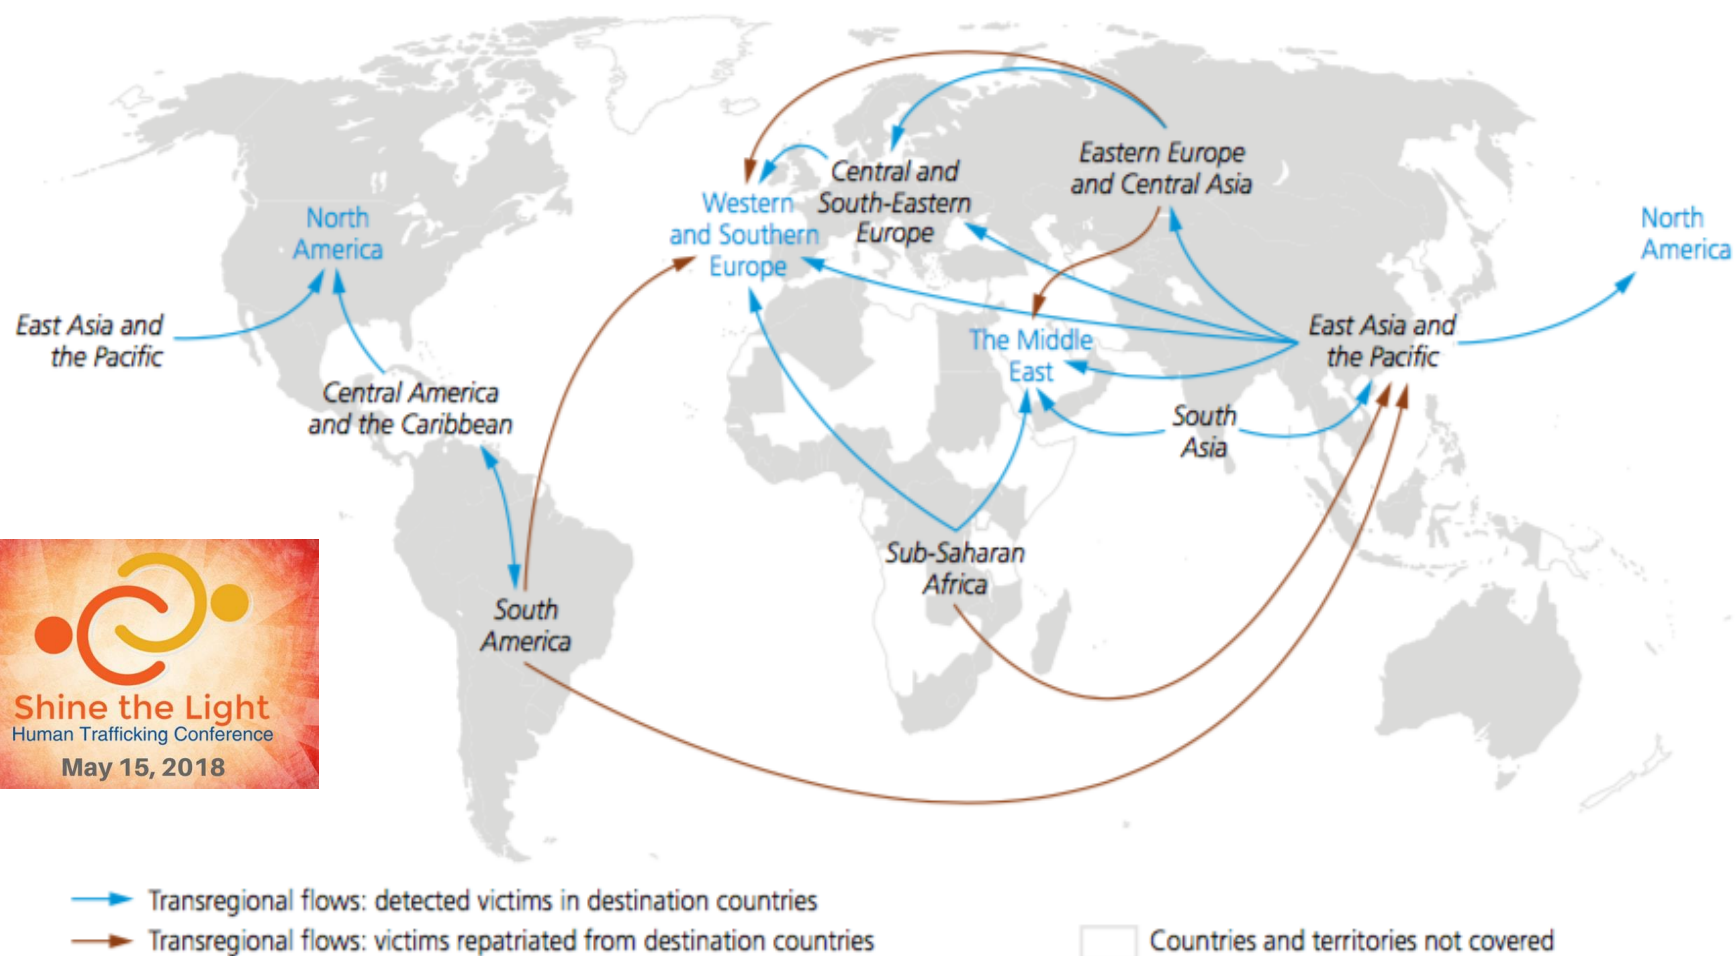 North
America
East Asia and
the Pacific
Central America
and the Caribbean
South
America
Western
and Southern
Europe
Central and
South-Eastern
Europe
Eastern Europe
and Central Asia
The Middle
East
South
Asia
East Asia and
the Pacific
North
America
Sub-Saharan
Africa
Shine the Light
Human Trafficking Conference
May 15, 2018
Transregional flows: detected victims in destination countries
Transregional flows: victims repatriated from destination countries
Countries and territories not covered